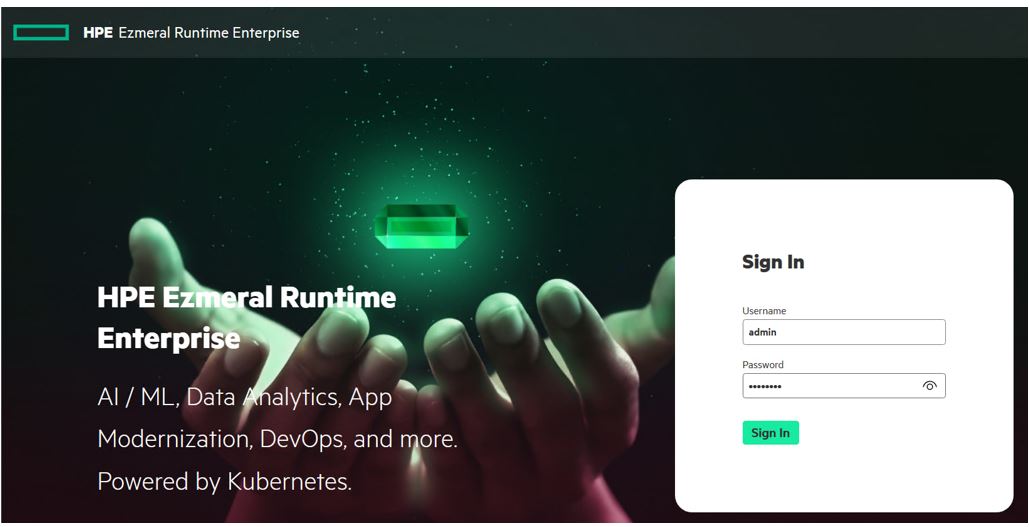 HPE Ezmeral Runtime Enterprise
HPE Ezmeral Runtime
Enterprise
AI / ML, Data Analytics, App
Modernization, DevOps, and more.
Powered by Kubernetes.
Sign In
Username
admin
Password
••••••••
Sign In